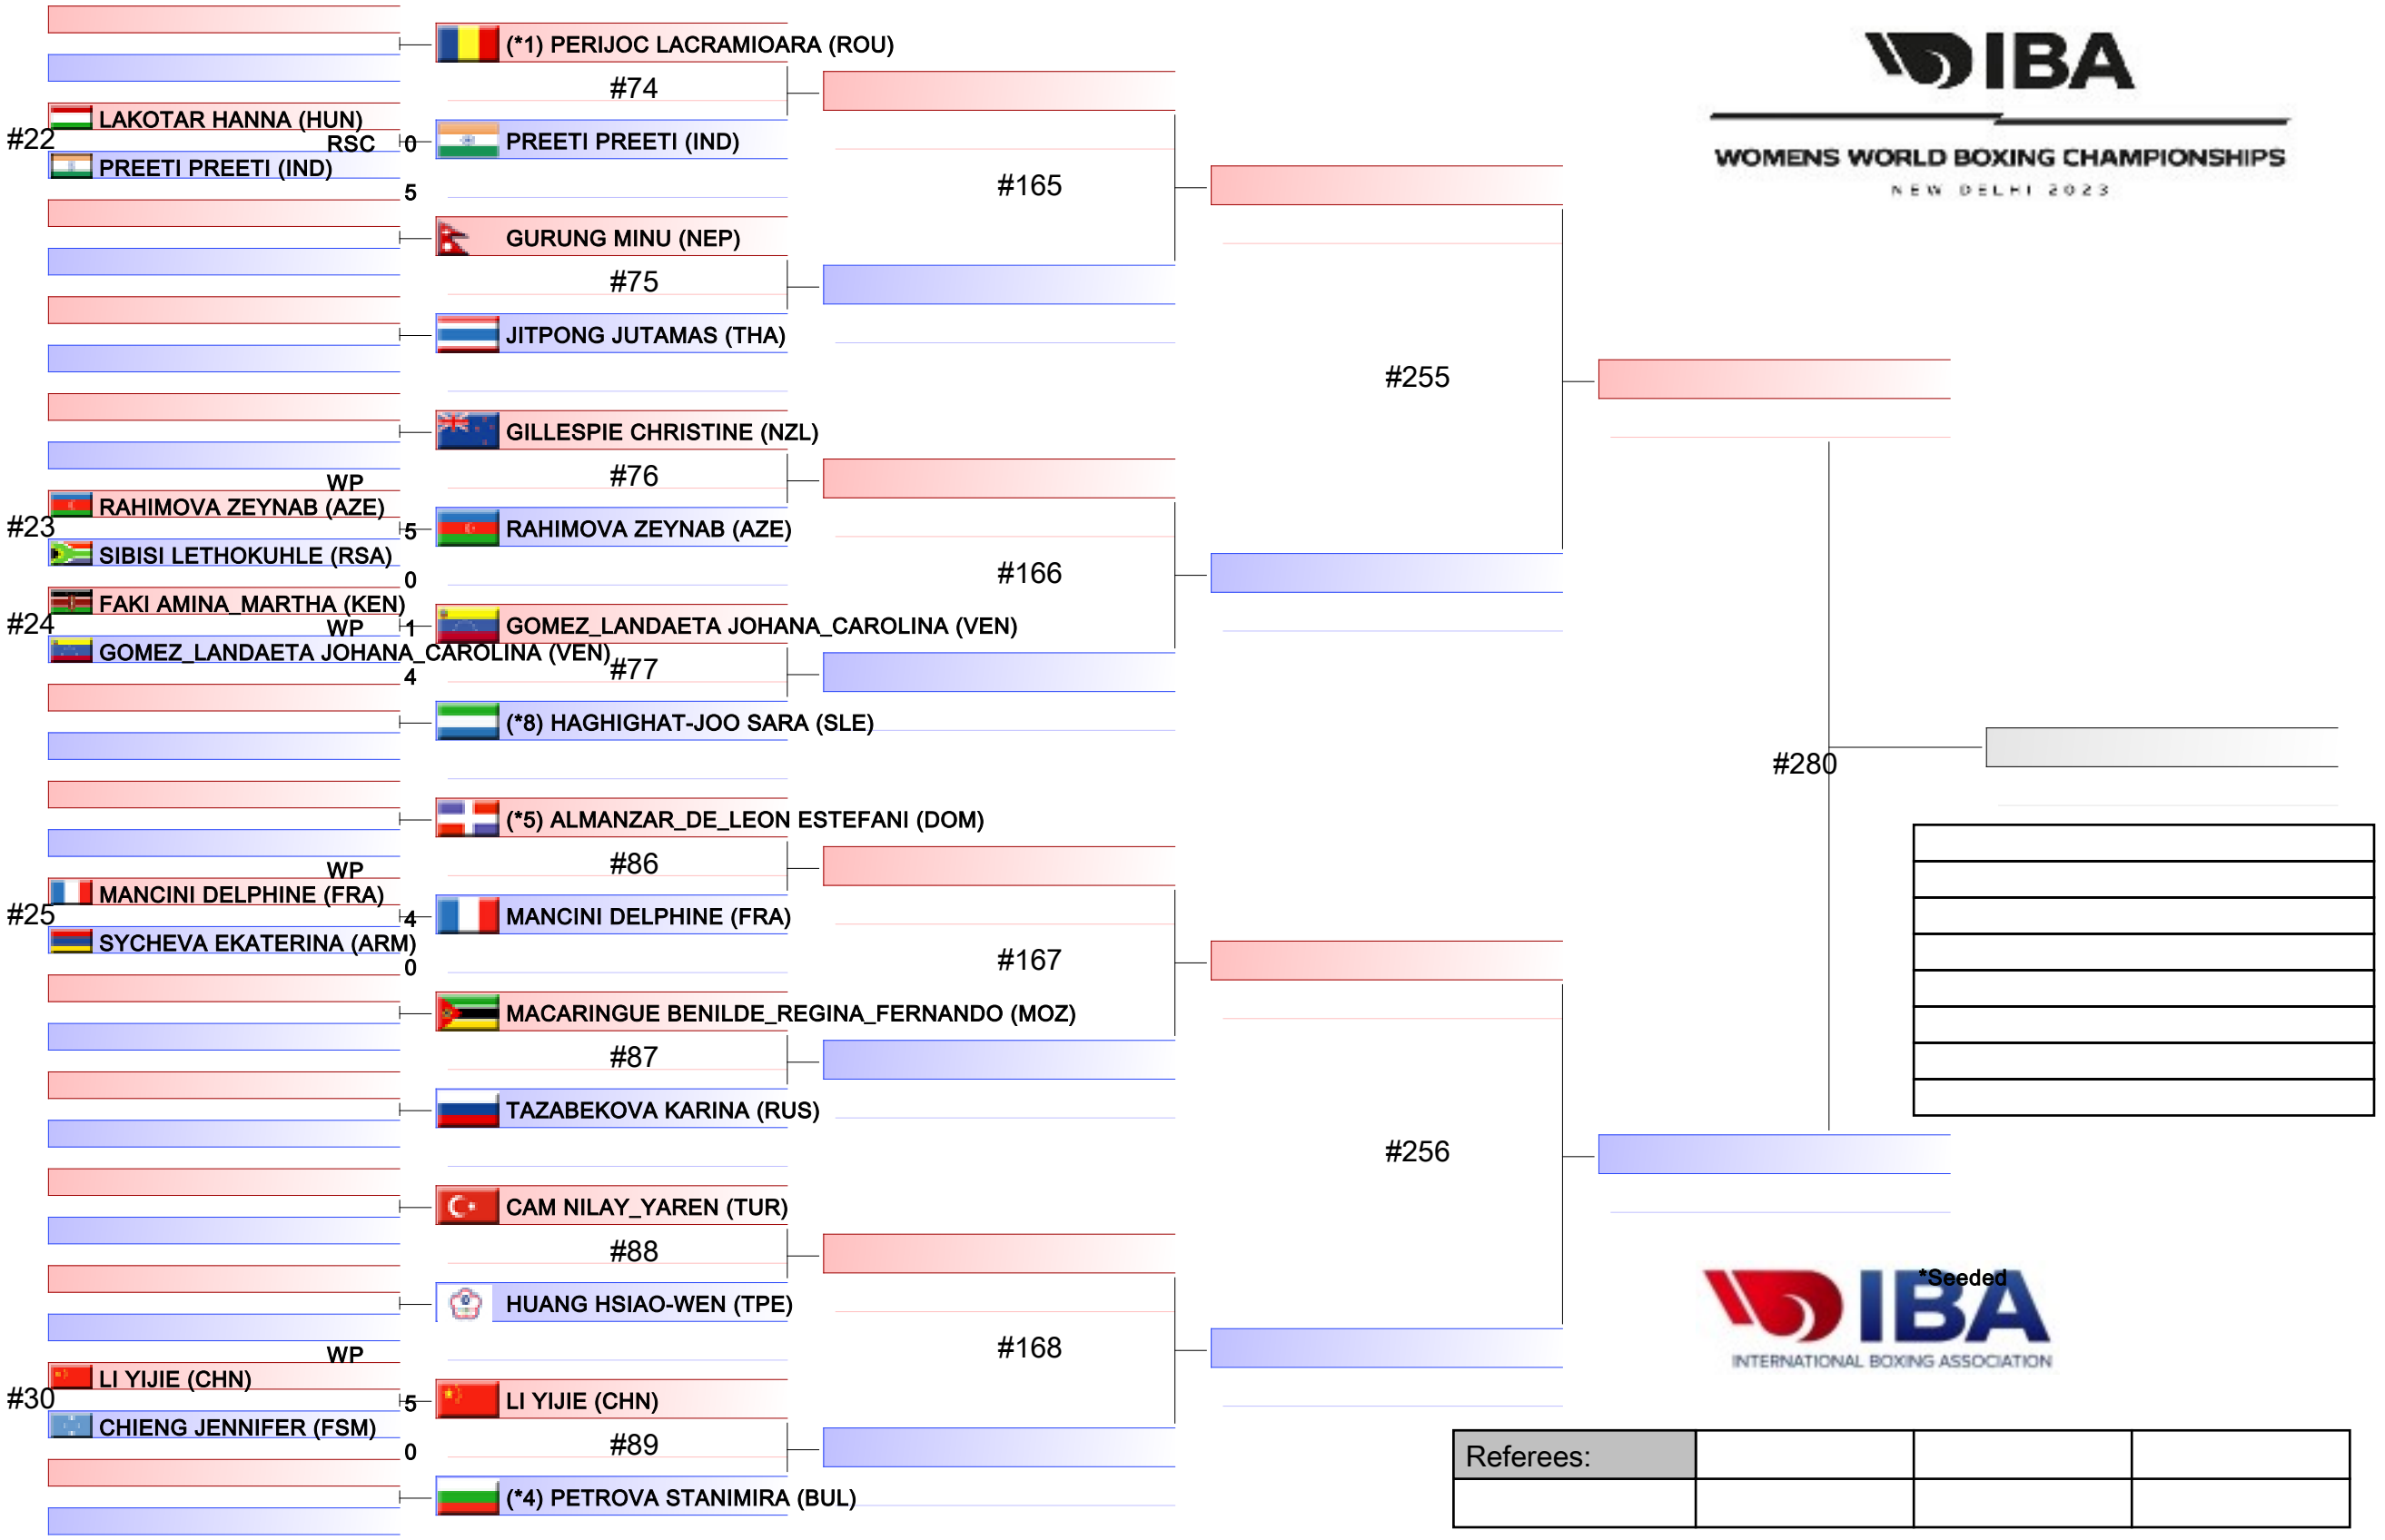 IBA
WOMENS WORLD BOXING CHAMPIONSHIPS
NEW DELHI 2023
(*1) PERIJOC LACRAMIOARA (ROU)
#74
#22
LAKOTAR HANNA (HUN)
RSC 0
PREETI PREETI (IND)
5
PREETI PREETI (IND)
#165
GURUNG MINU (NEP)
#75
JITPONG JUTAMAS (THA)
#255
GILLESPIE CHRISTINE (NZL)
#76
WP
#23
RAHIMOVA ZEYNAB (AZE)
5
SIBISI LETHOKUHLE (RSA)
0
RAHIMOVA ZEYNAB (AZE)
#166
#24
FAKI AMINA_MARTHA (KEN)
WP 1
GOMEZ_LANDAETA JOHANA_CAROLINA (VEN)
4
GOMEZ_LANDAETA JOHANA_CAROLINA (VEN)
#77
(*8) HAGHIGHAT-JOO SARA (SLE)
#280
(*5) ALMANZAR_DE_LEON ESTEFANI (DOM)
#86
WP
#25
MANCINI DELPHINE (FRA)
4
SYCHEVA EKATERINA (ARM)
0
MANCINI DELPHINE (FRA)
#167
MACARINGUE BENILDE_REGINA_FERNANDO (MOZ)
#87
TAZABEKOVA KARINA (RUS)
#256
CAM NILAY_YAREN (TUR)
#88
HUANG HSIAO-WEN (TPE)
#168
WP
#30
LI YIJIE (CHN)
5
CHIENG JENNIFER (FSM)
0
LI YIJIE (CHN)
#89
(*4) PETROVA STANIMIRA (BUL)
*Seeded
IBA
INTERNATIONAL BOXING ASSOCIATION
Referees: